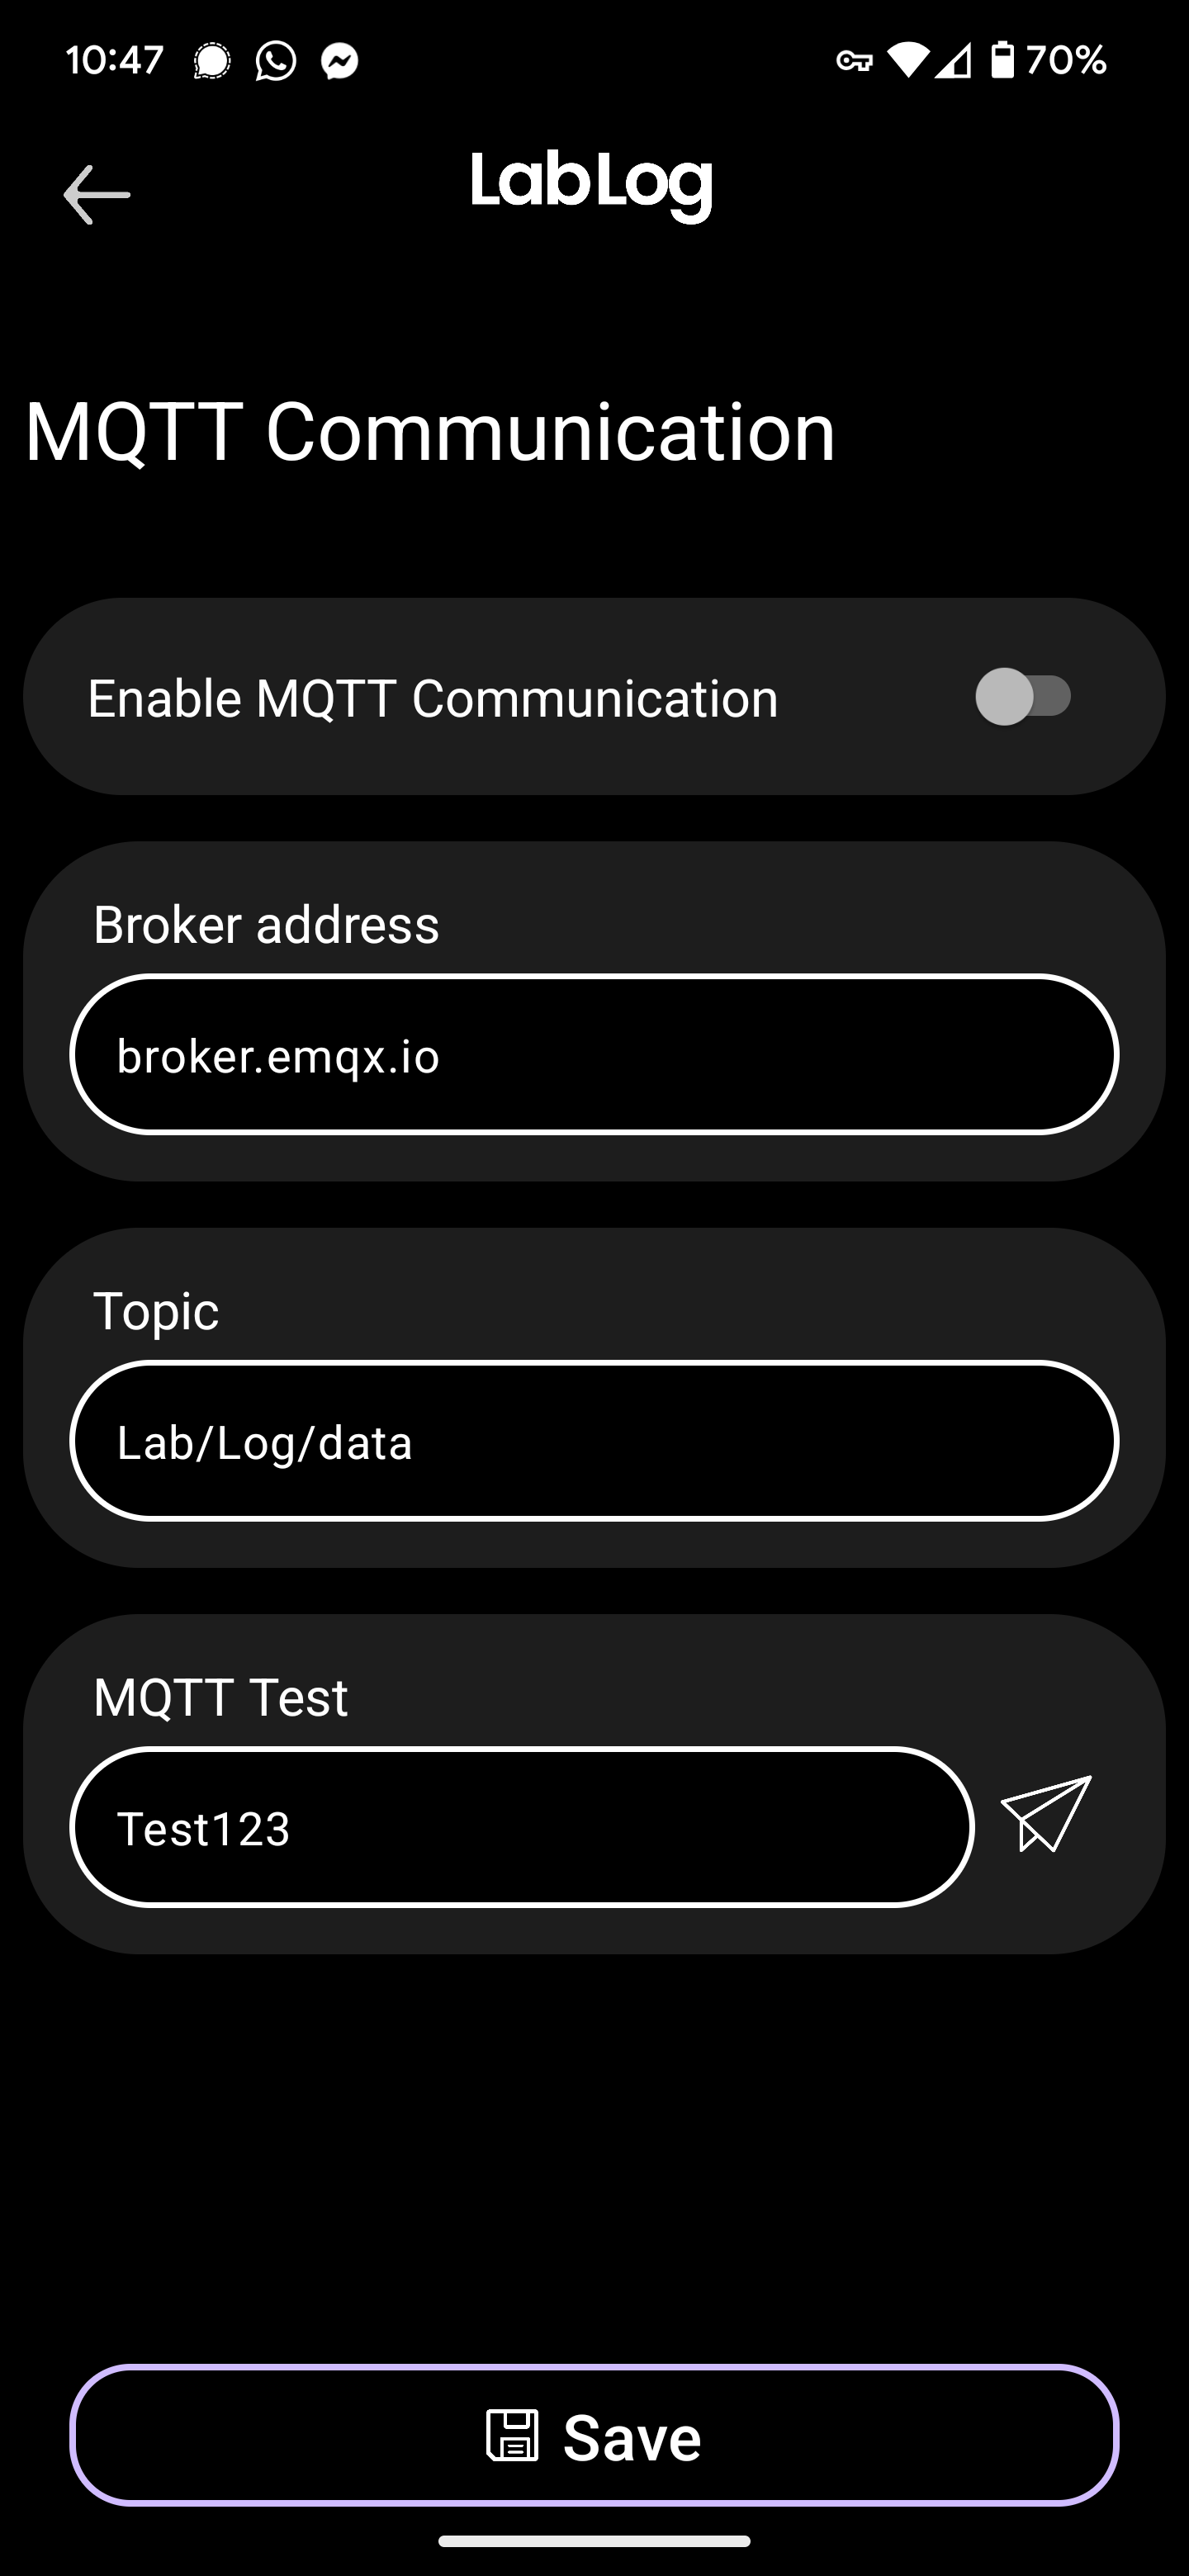 10:47 70%
LabLog
MQTT Communication
Enable MQTT Communication
Broker address
broker.emqx.io
Topic
Lab/Log/data
MQTT Test
Test123
Save